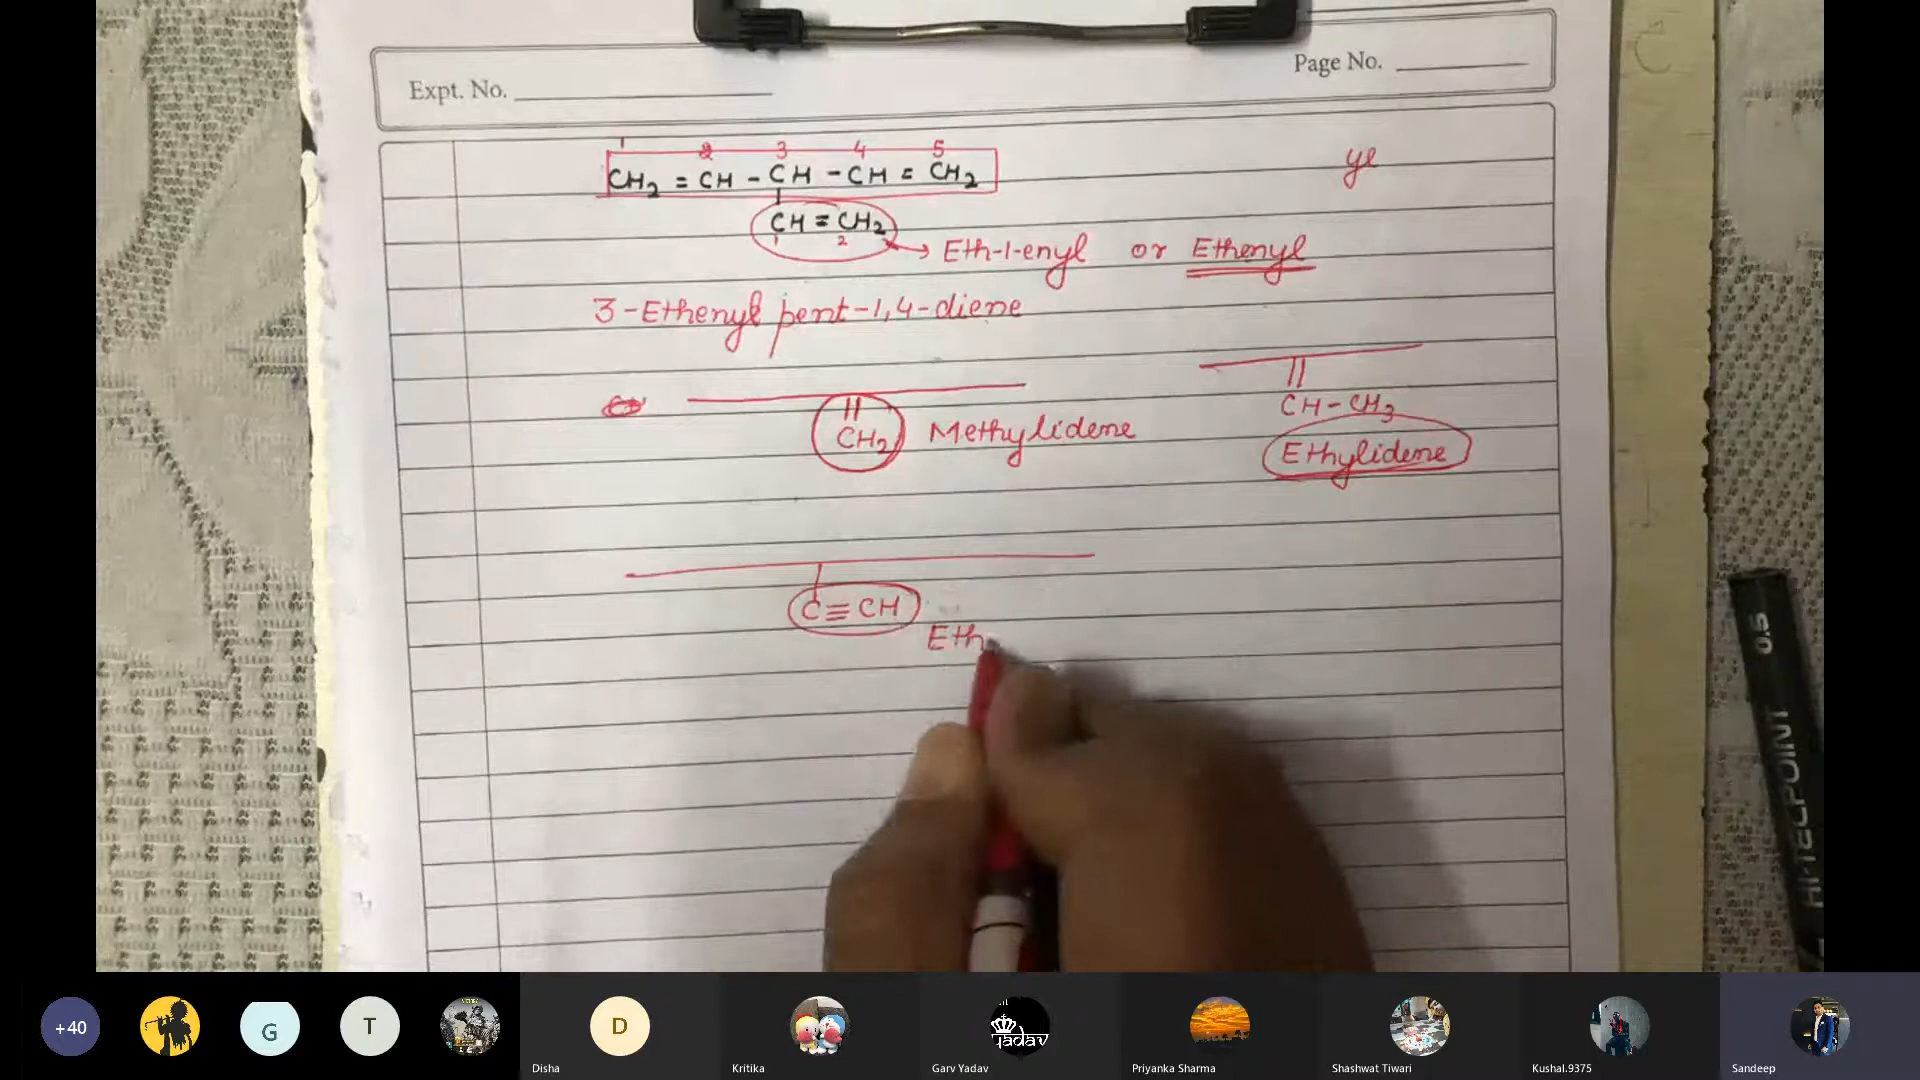 Expt. No.
Page No.
1 2 3 4 5
CH₂ = CH - CH - CH = CH₂
ye
CH = CH₂
1 2
Eth-1-enyl or Ethenyl
3-Ethenyl pent-1,4-diene
CH₂ Methylidene
CH-CH₃
Ethylidene
C≡CH
Eth
0.5
HI-TECPOINT
+40
G
T
D
Yadav
Disha
Kritika
Garv Yadav
Priyanka Sharma
Shashwat Tiwari
Kushal.9375
Sandeep